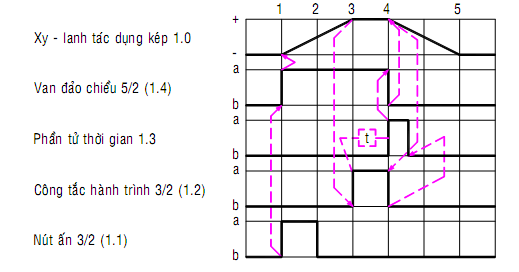 1 2 3 4 5
+
Xy - lanh tác dụng kép 1.0
-
a
Van đảo chiều 5/2 (1.4)
b
a
Phần tử thời gian 1.3
t
b
a
Công tắc hành trình 3/2 (1.2)
b
a
Nút ấn 3/2 (1.1)
b